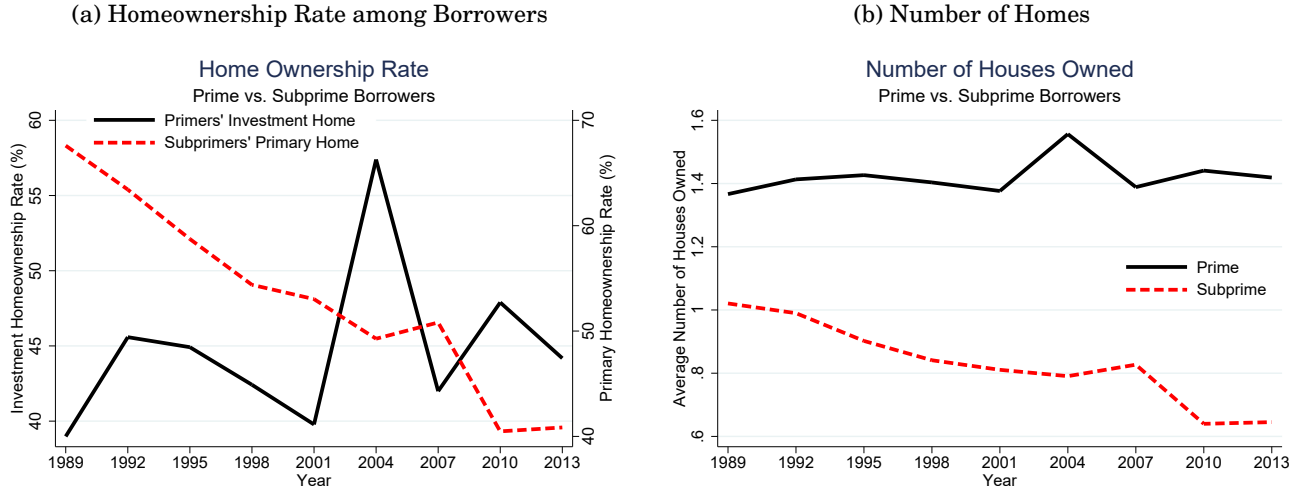 (a) Homeownership Rate among Borrowers
Home Ownership Rate
Prime vs. Subprime Borrowers
Primers' Investment Home
Subprimers' Primary Home
Investment Homeownership Rate (%)
60
55
50
45
40
Primary Homeownership Rate (%)
70
60
50
40
1989 1992 1995 1998 2001 2004 2007 2010 2013
Year
(b) Number of Homes
Number of Houses Owned
Prime vs. Subprime Borrowers
Prime
Subprime
Average Number of Houses Owned
1.6
1.4
1.2
1
.8
.6
1989 1992 1995 1998 2001 2004 2007 2010 2013
Year